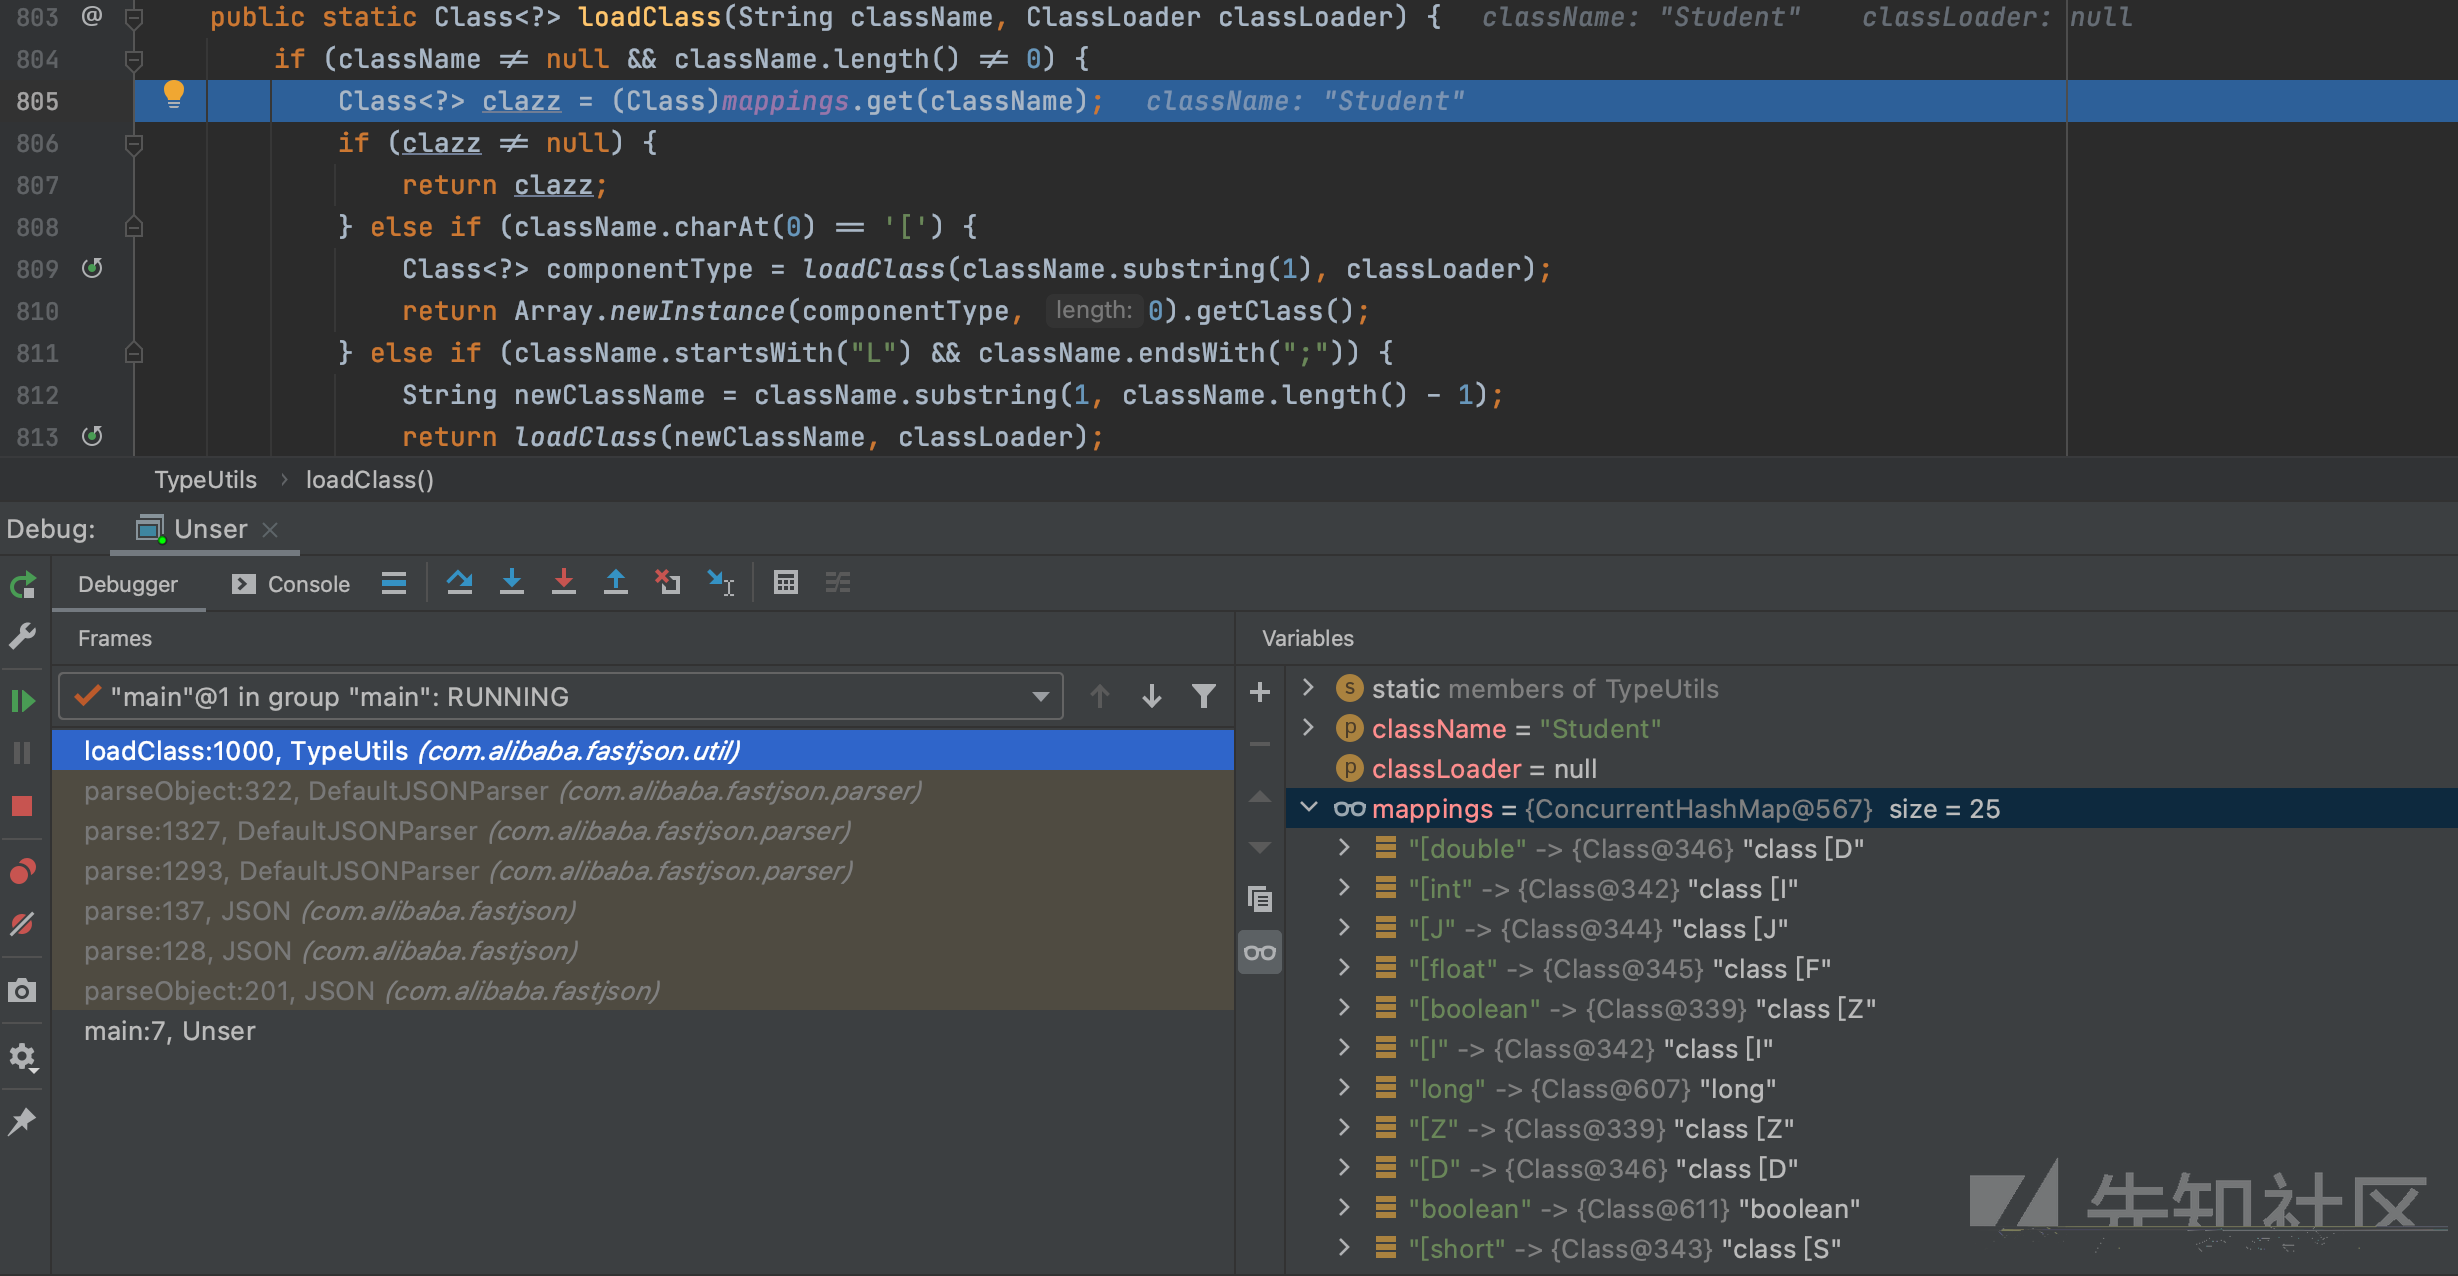 803 @ public static Class<?> loadClass(String className, ClassLoader classLoader) { className: "Student" classLoader: null
804 if (className ≠ null && className.length() ≠ 0) {
805 Class<?> clazz = (Class)mappings.get(className); className: "Student"
806 if (clazz ≠ null) {
807 return clazz;
808 } else if (className.charAt(0) == '[') {
809 Class<?> componentType = loadClass(className.substring(1), classLoader);
810 return Array.newInstance(componentType, length: 0).getClass();
811 } else if (className.startsWith("L") && className.endsWith(";")) {
812 String newClassName = className.substring(1, className.length() - 1);
813 return loadClass(newClassName, classLoader);
TypeUtils › loadClass()
Debug: Unser
Debugger Console
Frames
"main"@1 in group "main": RUNNING
loadClass:1000, TypeUtils (com.alibaba.fastjson.util)
parseObject:322, DefaultJSONParser (com.alibaba.fastjson.parser)
parse:1327, DefaultJSONParser (com.alibaba.fastjson.parser)
parse:1293, DefaultJSONParser (com.alibaba.fastjson.parser)
parse:137, JSON (com.alibaba.fastjson)
parse:128, JSON (com.alibaba.fastjson)
parseObject:201, JSON (com.alibaba.fastjson)
main:7, Unser
Variables
s static members of TypeUtils
p className = "Student"
p classLoader = null
mappings = {ConcurrentHashMap@567} size = 25
"[double" -> {Class@346} "class [D"
"[int" -> {Class@342} "class [I"
"[J" -> {Class@344} "class [J"
"[float" -> {Class@345} "class [F"
"[boolean" -> {Class@339} "class [Z"
"[I" -> {Class@342} "class [I"
"long" -> {Class@607} "long"
"[Z" -> {Class@339} "class [Z"
"[D" -> {Class@346} "class [D"
"boolean" -> {Class@611} "boolean"
"[short" -> {Class@343} "class [S"
先知社区